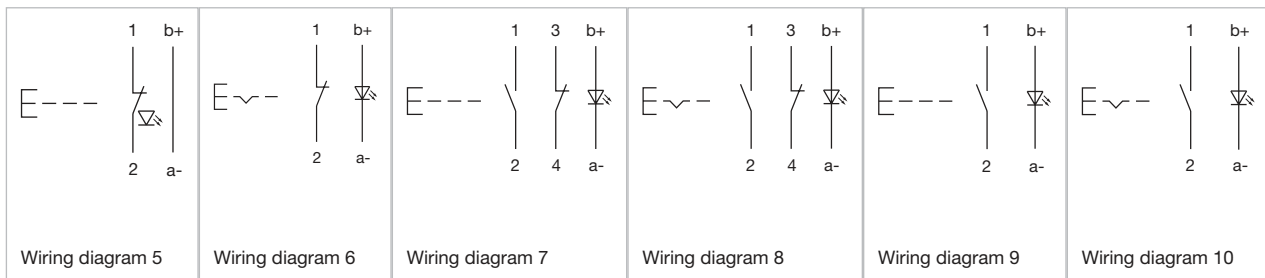 1 b+
2 a-
Wiring diagram 5
1 b+
2 a-
Wiring diagram 6
1 3 b+
2 4 a-
Wiring diagram 7
1 3 b+
2 4 a-
Wiring diagram 8
1 b+
2 a-
Wiring diagram 9
1 b+
2 a-
Wiring diagram 10